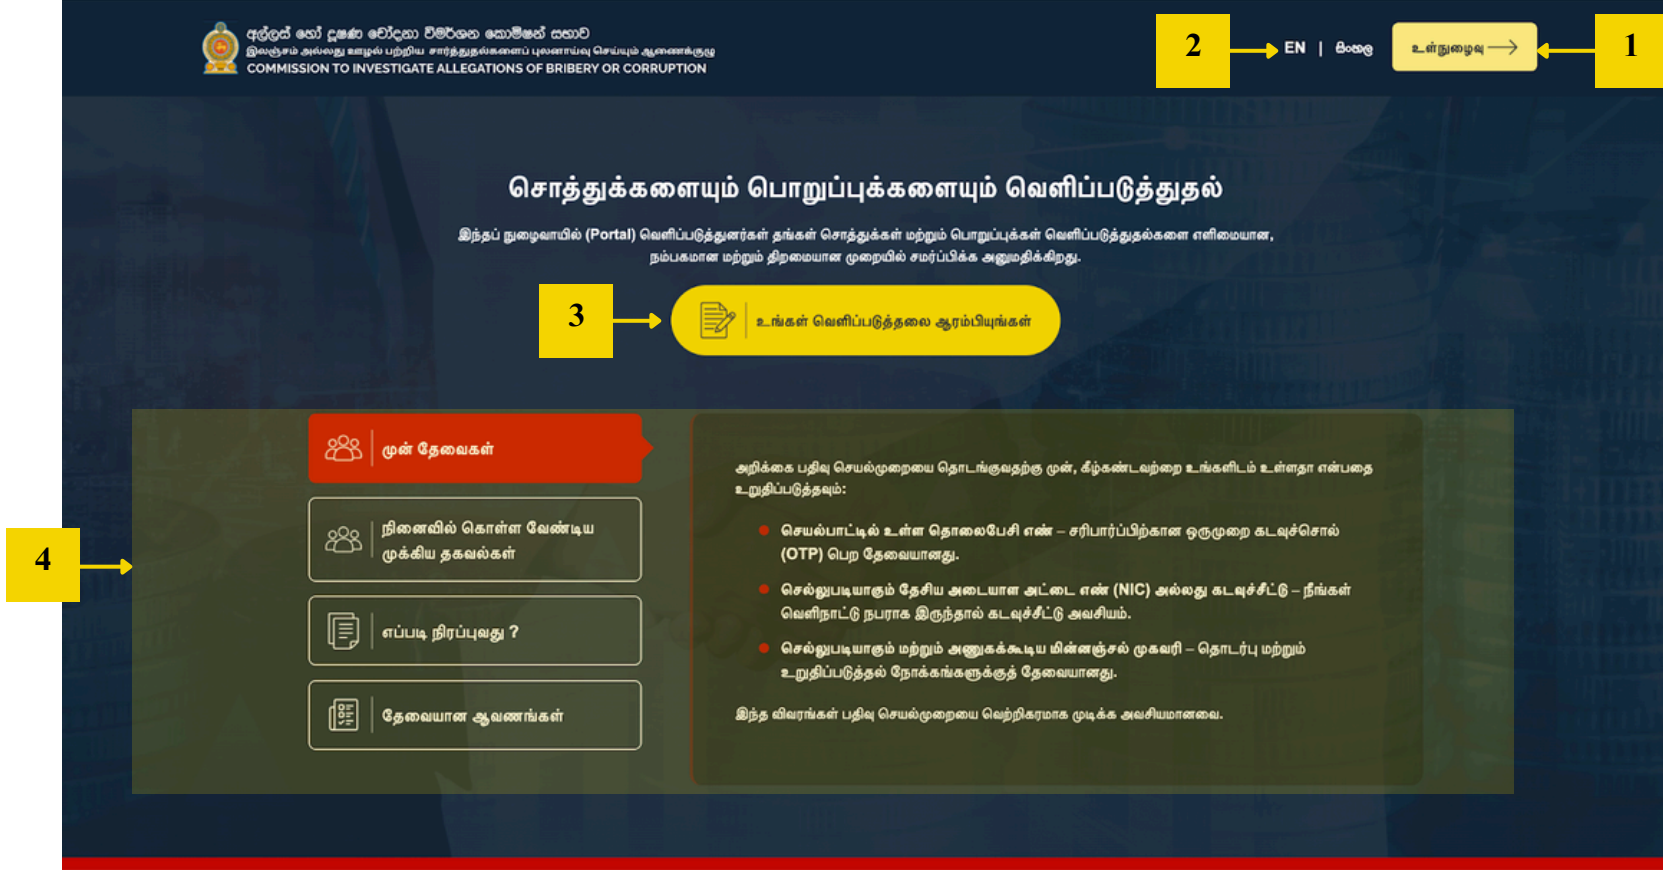 අල්ලස් හෝ දූෂණ චෝදනා විමර්ශන කොමිෂන් සභාව
இலஞ்சம் அல்லது ஊழல் பற்றிய சார்த்துதல்களைப் புலனாய்வு செய்யும் ஆணைக்குழு
COMMISSION TO INVESTIGATE ALLEGATIONS OF BRIBERY OR CORRUPTION
2
EN | සිංහල
உள்நுழைவு
1
சொத்துக்களையும் பொறுப்புக்களையும் வெளிப்படுத்துதல்
இந்தப் நுழைவாயில் (Portal) வெளிப்படுத்துனர்கள் தங்கள் சொத்துக்கள் மற்றும் பொறுப்புக்கள் வெளிப்படுத்துதல்களை எளிமையான,
நம்பகமான மற்றும் திறமையான முறையில் சமர்ப்பிக்க அனுமதிக்கிறது.
3
உங்கள் வெளிப்படுத்தலை ஆரம்பியுங்கள்
4
முன் தேவைகள்
நினைவில் கொள்ள வேண்டிய
முக்கிய தகவல்கள்
எப்படி நிரப்புவது ?
தேவையான ஆவணங்கள்
அறிக்கை பதிவு செயல்முறையை தொடங்குவதற்கு முன், கீழ்கண்டவற்றை உங்களிடம் உள்ளதா என்பதை
உறுதிப்படுத்தவும்:
செயல்பாட்டில் உள்ள தொலைபேசி எண் – சரிபார்ப்பிற்கான ஒருமுறை கடவுச்சொல்
(OTP) பெற தேவையானது.
செல்லுபடியாகும் தேசிய அடையாள அட்டை எண் (NIC) அல்லது கடவுச்சீட்டு – நீங்கள்
வெளிநாட்டு நபராக இருந்தால் கடவுச்சீட்டு அவசியம்.
செல்லுபடியாகும் மற்றும் அணுகக்கூடிய மின்னஞ்சல் முகவரி – தொடர்பு மற்றும்
உறுதிப்படுத்தல் நோக்கங்களுக்குத் தேவையானது.
இந்த விவரங்கள் பதிவு செயல்முறையை வெற்றிகரமாக முடிக்க அவசியமானவை.